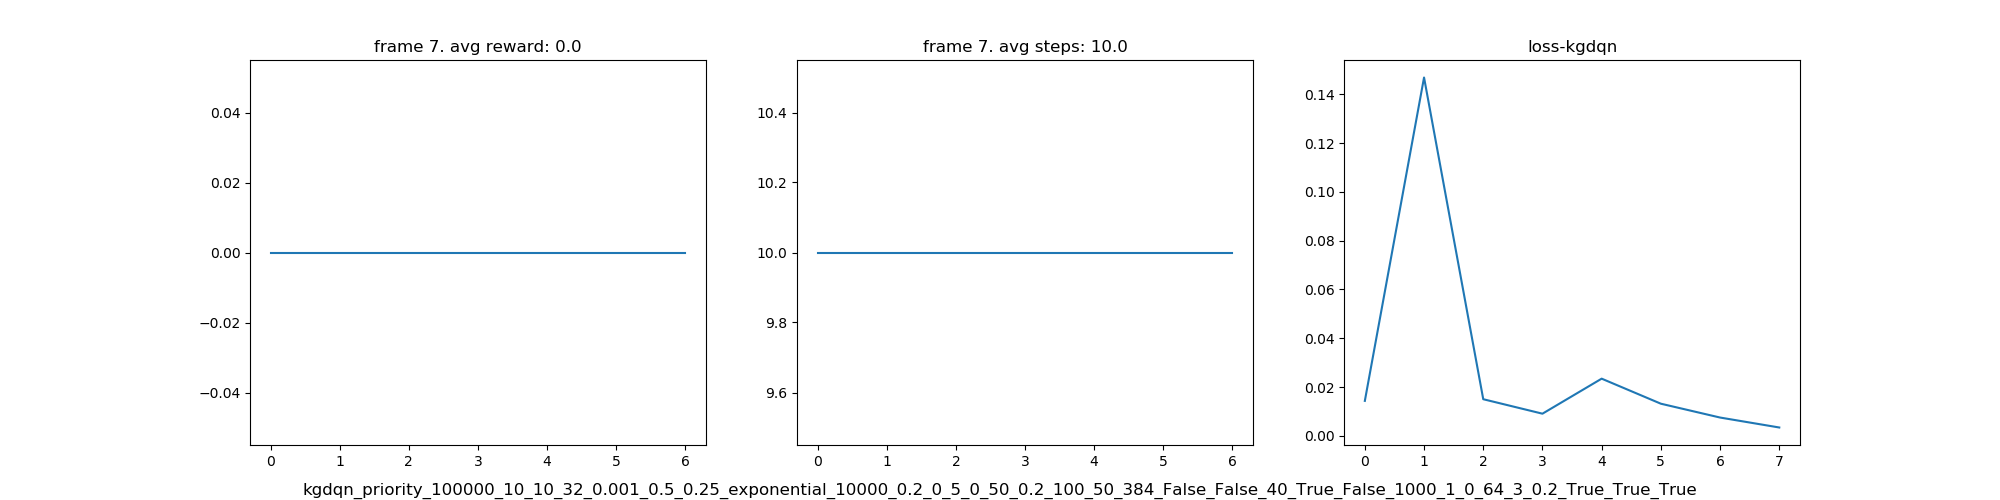 frame 7. avg reward: 0.0
0.04
0.02
0.00
−0.02
−0.04
0 1 2 3 4 5 6
frame 7. avg steps: 10.0
10.4
10.2
10.0
9.8
9.6
0 1 2 3 4 5 6
loss-kgdqn
0.14
0.12
0.10
0.08
0.06
0.04
0.02
0.00
0 1 2 3 4 5 6 7
kgdqn_priority_100000_10_10_32_0.001_0.5_0.25_exponential_10000_0.2_0_5_0_50_0.2_100_50_384_False_False_40_True_False_1000_1_0_64_3_0.2_True_True_True